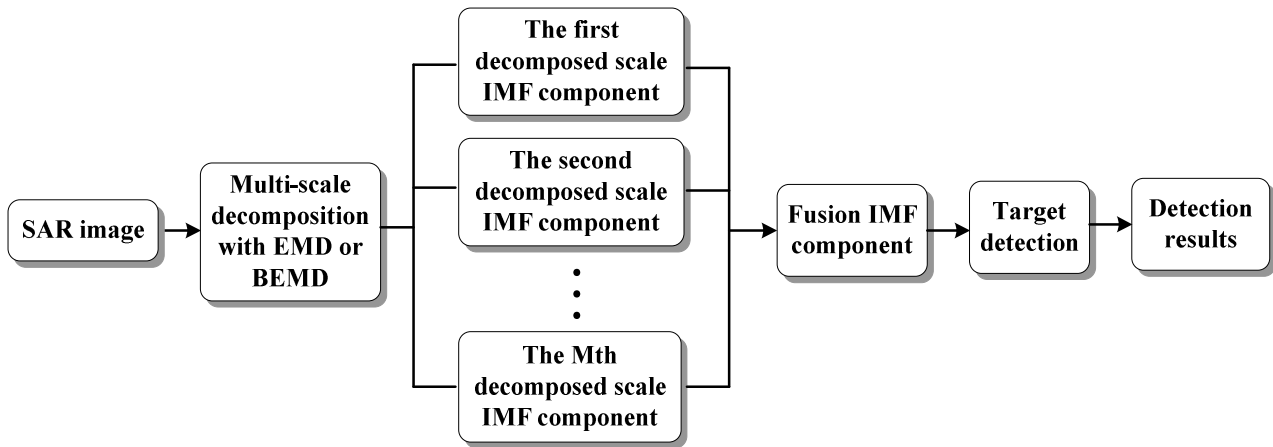 SAR image
Multi-scale
decomposition
with EMD or
BEMD
The first
decomposed scale
IMF component
The second
decomposed scale
IMF component
The Mth
decomposed scale
IMF component
Fusion IMF
component
Target
detection
Detection
results